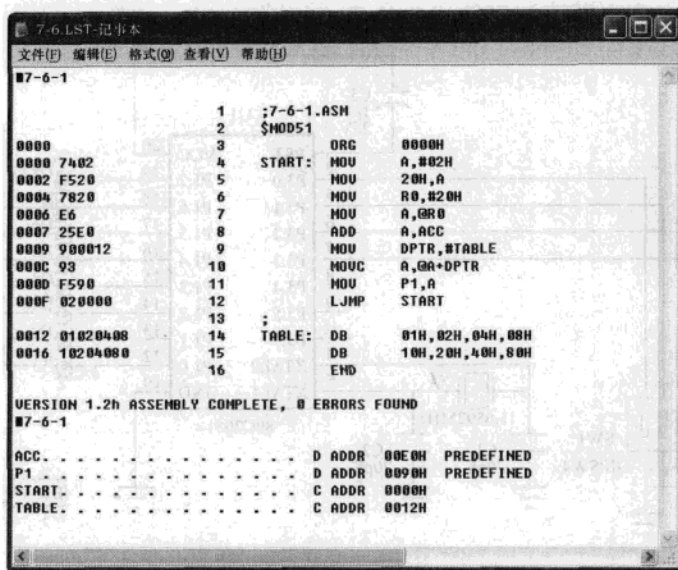 7-6.LST-记事本
文件(F) 编辑(E) 格式(O) 查看(V) 帮助(H)
■7-6-1
1 ;7-6-1.ASM
2 $MOD51
0000 3 ORG 0000H
0000 7402 4 START: MOV A,#02H
0002 F520 5 MOV 20H,A
0004 7820 6 MOV R0,#20H
0006 E6 7 MOV A,@R0
0007 25E0 8 ADD A,ACC
0009 900012 9 MOV DPTR,#TABLE
000C 93 10 MOVC A,@A+DPTR
000D F590 11 MOV P1,A
000F 020000 12 LJMP START
13 ;
0012 01020408 14 TABLE: DB 01H,02H,04H,08H
0016 10204080 15 DB 10H,20H,40H,80H
16 END
VERSION 1.2h ASSEMBLY COMPLETE, 0 ERRORS FOUND
■7-6-1
ACC. . . . . . . . . . . . . . D ADDR 00E0H PREDEFINED
P1 . . . . . . . . . . . . . . D ADDR 0090H PREDEFINED
START. . . . . . . . . . . . . C ADDR 0000H
TABLE. . . . . . . . . . . . . C ADDR 0012H